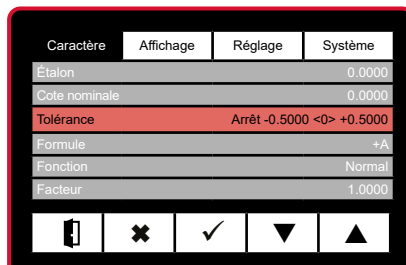 Caractère Affichage Réglage Système
Étalon 0.0000
Cote nominale 0.0000
Tolérance Arrêt -0.5000 <0> +0.5000
Formule +A
Fonction Normal
Facteur 1.0000